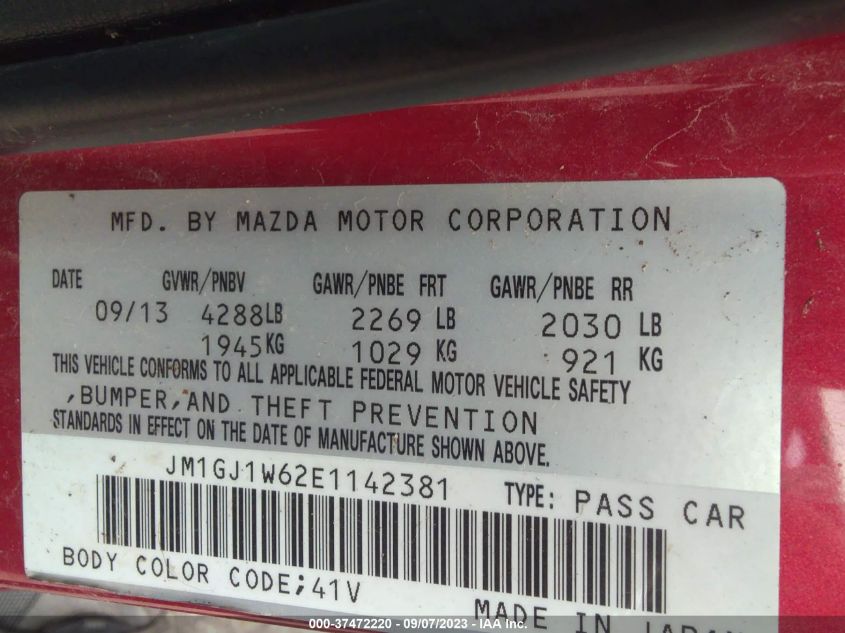 MFD. BY MAZDA MOTOR CORPORATION
DATE GVWR/PNBV GAWR/PNBE FRT GAWR/PNBE RR
09/13 4288LB 2269 LB 2030 LB
1945KG 1029 KG 921 KG
THIS VEHICLE CONFORMS TO ALL APPLICABLE FEDERAL MOTOR VEHICLE SAFETY
,BUMPER,AND THEFT PREVENTION
STANDARDS IN EFFECT ON THE DATE OF MANUFACTURE SHOWN ABOVE.
JM1GJ1W62E1142381 TYPE: PASS CAR
BODY COLOR CODE;41V
MADE IN JAPAN
000-37472220 - 09/07/2023 - IAA Inc.